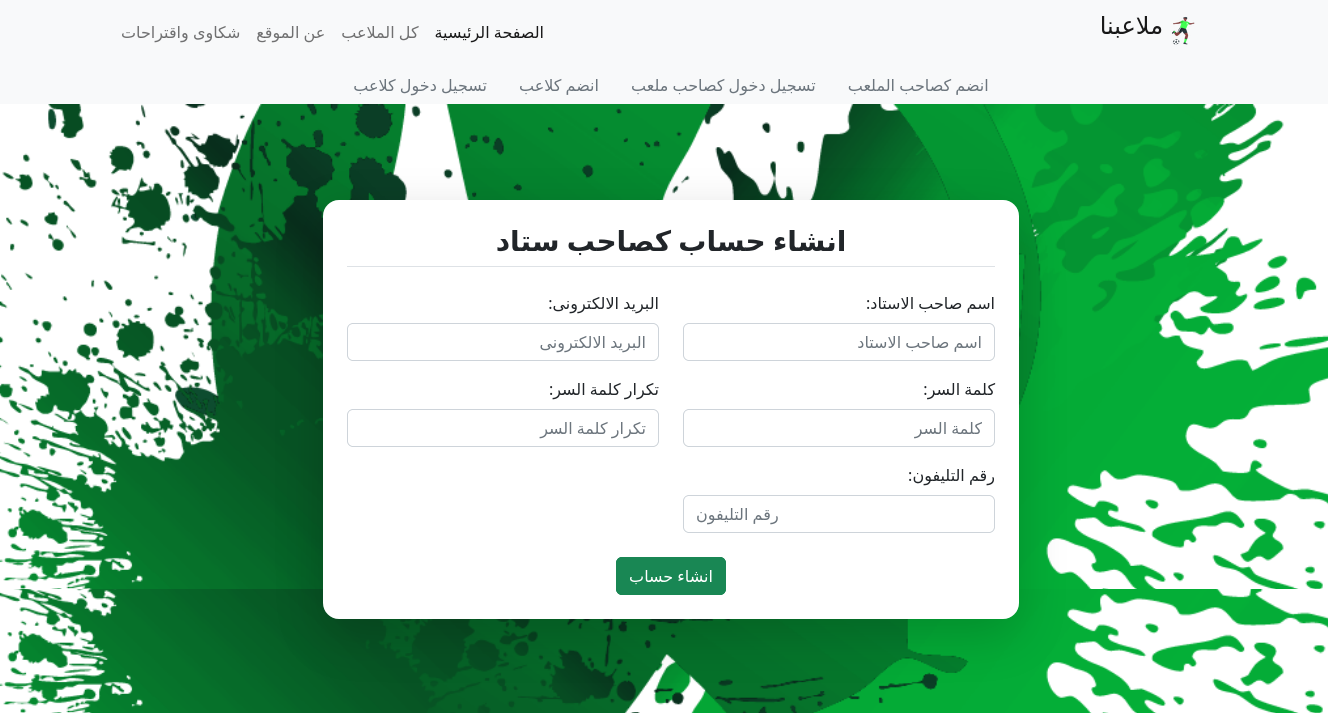 ملاعبنا
الصفحة الرئيسية
كل الملاعب
عن الموقع
شكاوى واقتراحات
انضم كصاحب الملعب
تسجيل دخول كصاحب ملعب
انضم كلاعب
تسجيل دخول كلاعب
انشاء حساب كصاحب ستاد
اسم صاحب الاستاد:
البريد الالكترونى:
اسم صاحب الاستاد
البريد الالكترونى
كلمة السر:
تكرار كلمة السر:
كلمة السر
تكرار كلمة السر
رقم التليفون:
رقم التليفون
انشاء حساب